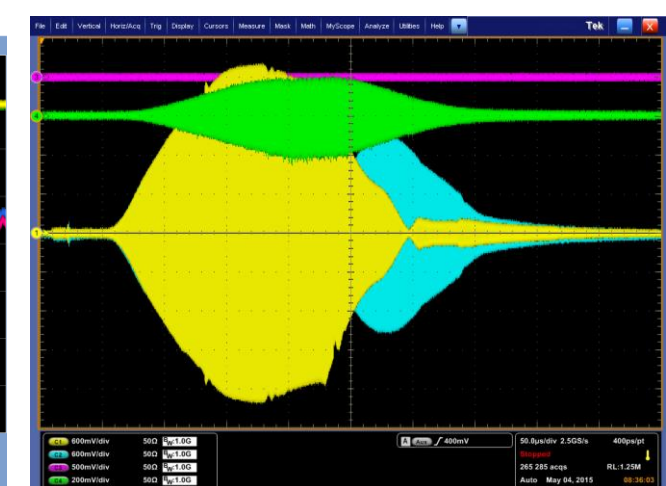 File Edit Vertical Horiz/Acq Trig Display Cursors Measure Mask Math MyScope Analyze Utilities Help Tek
3
4
1
C1 600mV/div 50Ω BW:1.0G
C2 600mV/div 50Ω BW:1.0G
C3 500mV/div 50Ω BW:1.0G
C4 200mV/div 50Ω BW:1.0G
A Aux 400mV
50.0µs/div 2.5GS/s 400ps/pt
Stopped
265 285 acqs RL:1.25M
Auto May 04, 2015 08:36:03